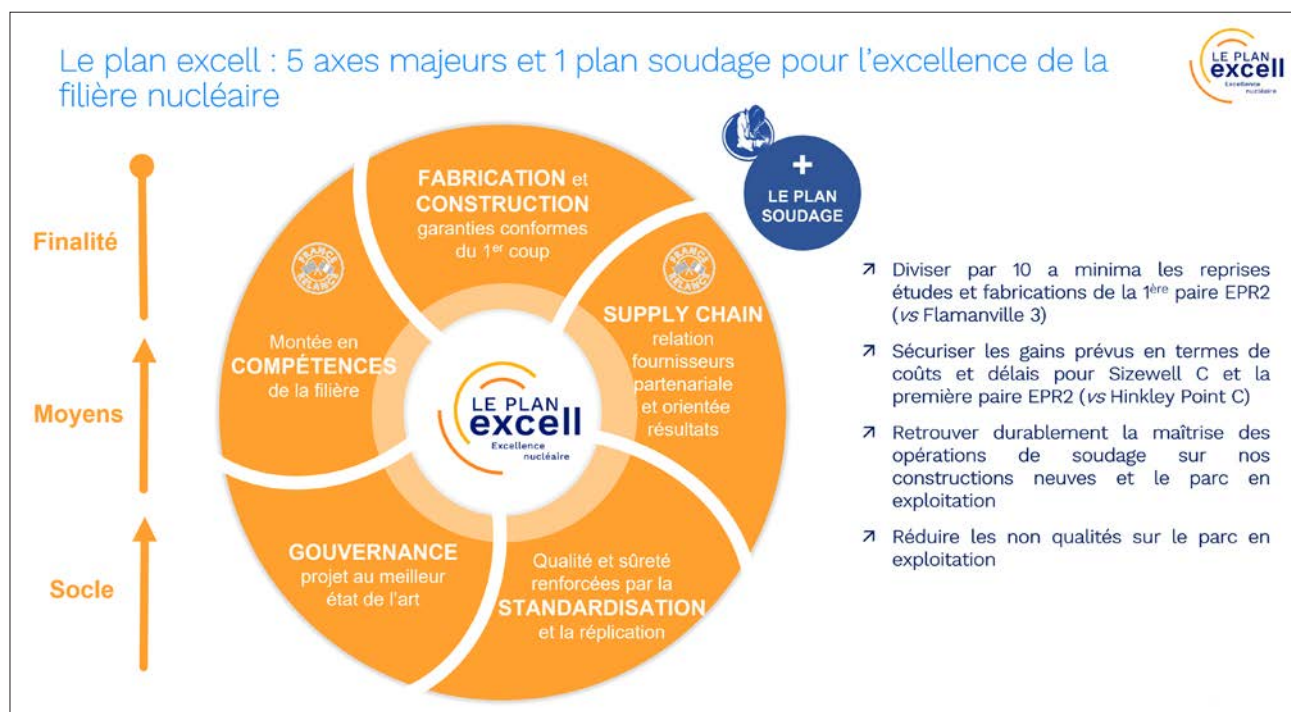 Le plan excell : 5 axes majeurs et 1 plan soudage pour l'excellence de la
filière nucléaire
LE PLAN
excell
Excellence
nucléaire
Finalité
Moyens
Socle
FABRICATION et
CONSTRUCTION
garanties conformes
du 1er coup
+
LE PLAN
SOUDAGE
FRANCE
RELANCE
Montée en
COMPÉTENCES
de la filière
FRANCE
RELANCE
SUPPLY CHAIN
relation
fournisseurs
partenariale
et orientée
résultats
LE PLAN
excell
Excellence
nucléaire
GOUVERNANCE
projet au meilleur
état de l'art
Qualité et sûreté
renforcées par la
STANDARDISATION
et la réplication
Diviser par 10 a minima les reprises
études et fabrications de la 1ère paire EPR2
(vs Flamanville 3)
Sécuriser les gains prévus en termes de
coûts et délais pour Sizewell C et la
première paire EPR2 (vs Hinkley Point C)
Retrouver durablement la maîtrise des
opérations de soudage sur nos
constructions neuves et le parc en
exploitation
Réduire les non qualités sur le parc en
exploitation